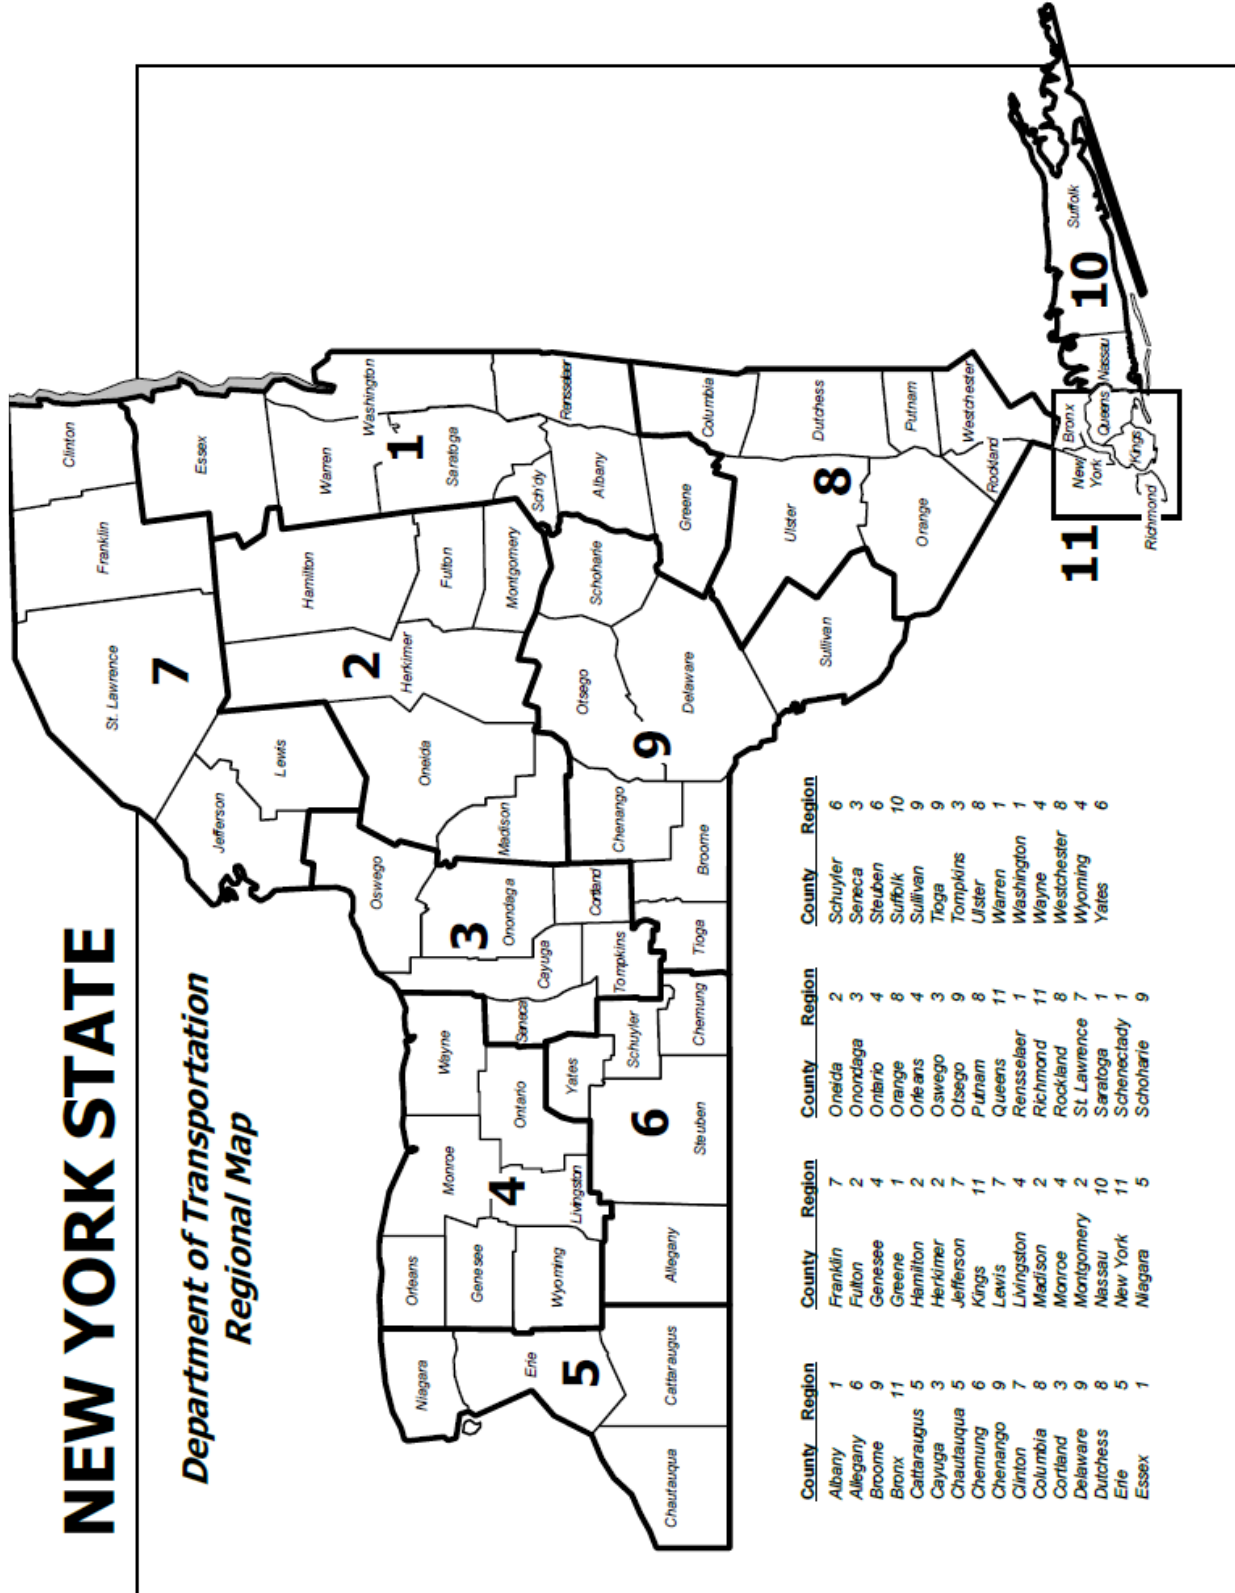 NEW YORK STATE
Department of Transportation
Regional Map
Clinton
Franklin
St. Lawrence
7
Essex
Jefferson
Lewis
Hamilton
Warren
Washington
1
2
Herkimer
Fulton
Saratoga
Oswego
Oneida
Niagara
Orleans
Monroe
Wayne
3
Onondaga
Madison
Montgomery
Sch'dy
Rensselaer
Genesee
4
Ontario
Seneca
Cayuga
Erie
5
Wyoming
Livingston
Yates
Cortland
Otsego
Schoharie
Albany
Chenango
Tompkins
Schuyler
6
9
Delaware
Greene
Columbia
Chautauqua
Cattaraugus
Allegany
Steuben
Chemung
Tioga
Broome
Ulster
8
Dutchess
Sullivan
Orange
Putnam
Rockland
Westchester
11
New
York
Bronx
Queens
Kings
Richmond
Nassau
10
Suffolk
County Region County Region County Region County Region
Albany 1 Franklin 7 Oneida 2 Schuyler 6
Allegany 6 Fulton 2 Onondaga 3 Seneca 3
Broome 9 Genesee 4 Ontario 4 Steuben 6
Bronx 11 Greene 1 Orange 8 Suffolk 10
Cattaraugus 5 Hamilton 2 Orleans 4 Sullivan 9
Cayuga 3 Herkimer 2 Oswego 3 Tioga 9
Chautauqua 5 Jefferson 7 Otsego 9 Tompkins 3
Chemung 6 Kings 11 Putnam 8 Ulster 8
Chenango 9 Lewis 7 Queens 11 Warren 1
Clinton 7 Livingston 4 Rensselaer 1 Washington 1
Columbia 8 Madison 2 Richmond 11 Wayne 4
Cortland 3 Monroe 4 Rockland 8 Westchester 8
Delaware 9 Montgomery 2 St. Lawrence 7 Wyoming 4
Dutchess 8 Nassau 10 Saratoga 1 Yates 6
Erie 5 New York 11 Schenectady 1
Essex 1 Niagara 5 Schoharie 9